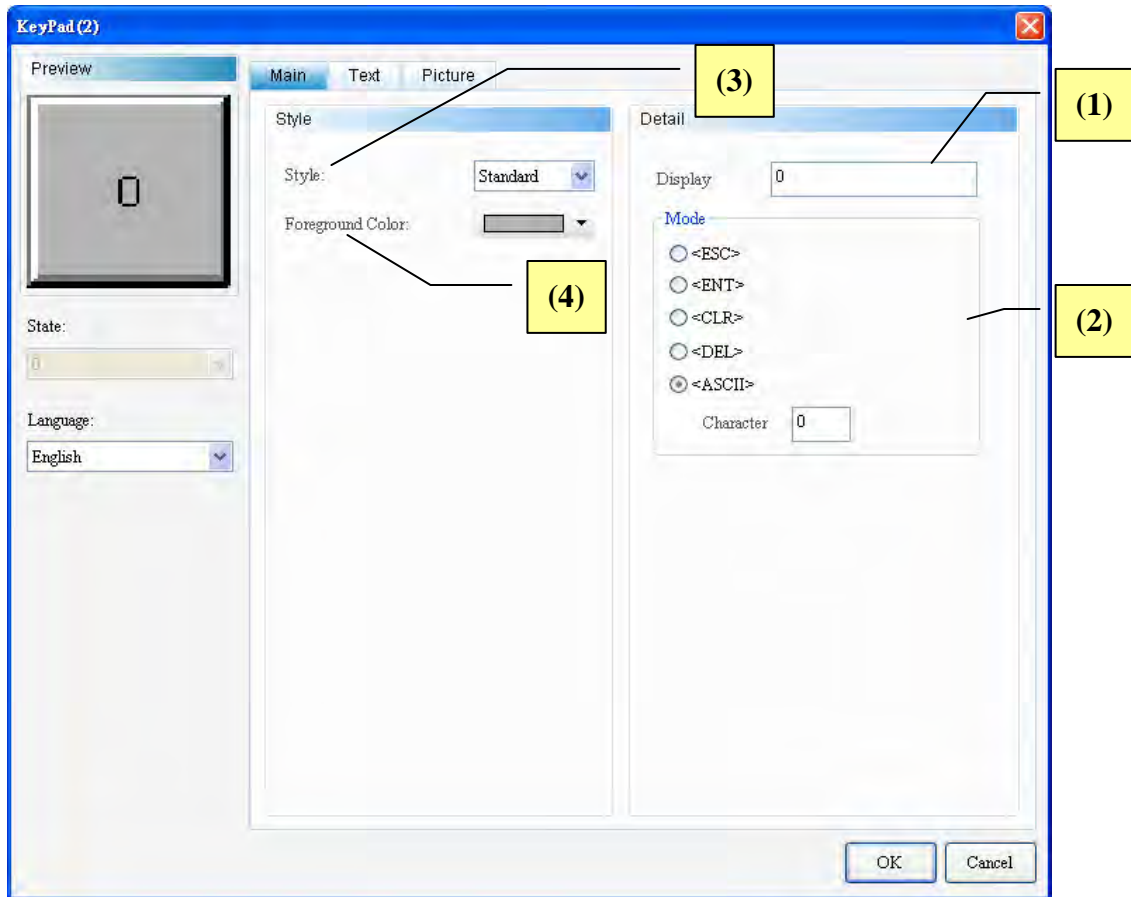 KeyPad(2)
Preview
0
State:
0
Language:
English
Main Text Picture
Style
Style: Standard
Foreground Color:
Detail
Display 0
Mode
<ESC>
<ENT>
<CLR>
<DEL>
<ASCII>
Character 0
OK Cancel
(3)
(1)
(4)
(2)